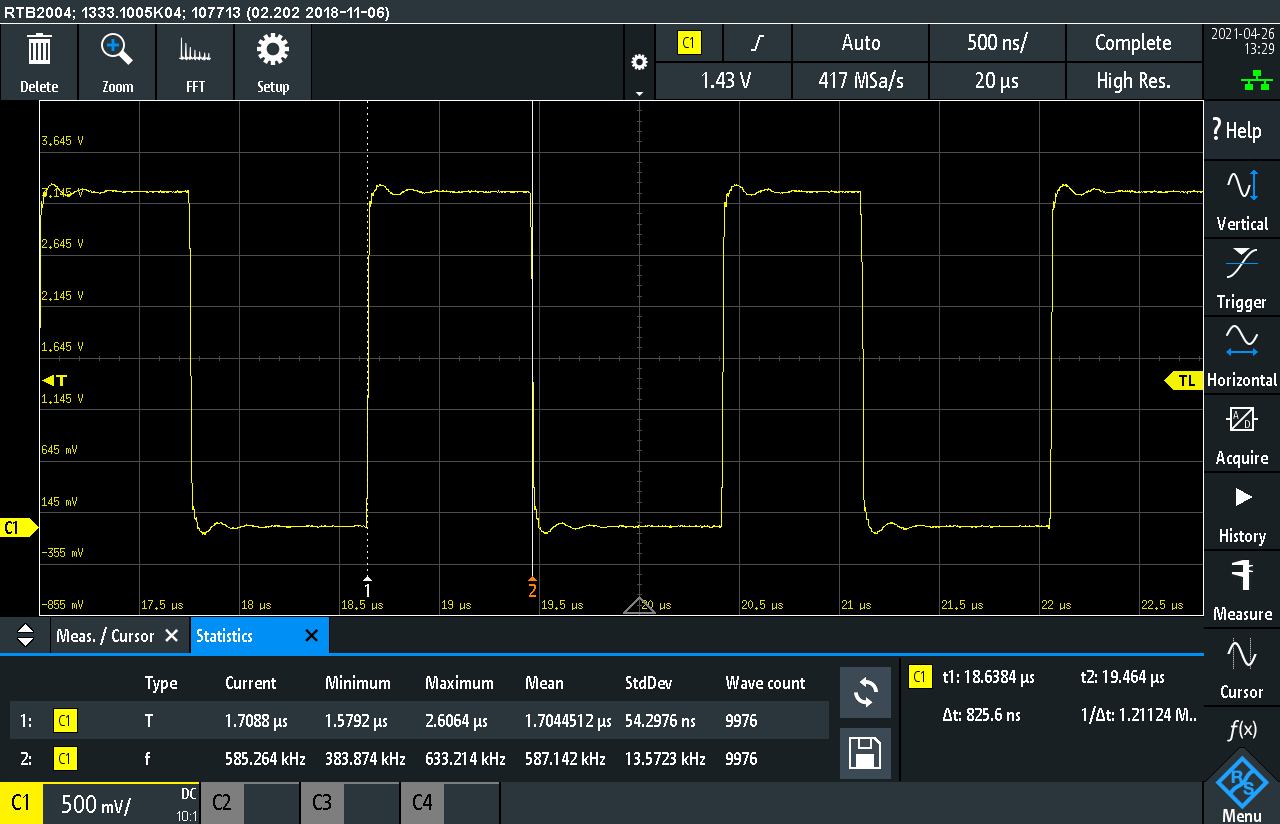 RTB2004; 1333.1005K04; 107713 (02.202 2018-11-06)
Delete
Zoom
FFT
Setup
C1
Auto
500 ns/
Complete
1.43 V
417 MSa/s
20 µs
High Res.
2021-04-26
13:29
? Help
Vertical
Trigger
Horizontal
A/D
Acquire
History
Measure
Cursor
f(x)
R&S
Menu
3.645 V
3.145 V
2.645 V
2.145 V
1.645 V
T
TL
1.145 V
645 mV
145 mV
C1
-355 mV
1
2
-855 mV
17.5 µs
18 µs
18.5 µs
19 µs
19.5 µs
20 µs
20.5 µs
21 µs
21.5 µs
22 µs
22.5 µs
Meas. / Cursor
Statistics
Type Current Minimum Maximum Mean StdDev Wave count
1: C1 T 1.7088 µs 1.5792 µs 2.6064 µs 1.7044512 µs 54.2976 ns 9976
2: C1 f 585.264 kHz 383.874 kHz 633.214 kHz 587.142 kHz 13.5723 kHz 9976
C1 t1: 18.6384 µs t2: 19.464 µs
Δt: 825.6 ns 1/Δt: 1.21124 M..
C1 500 mV/ DC
10:1
C2
C3
C4